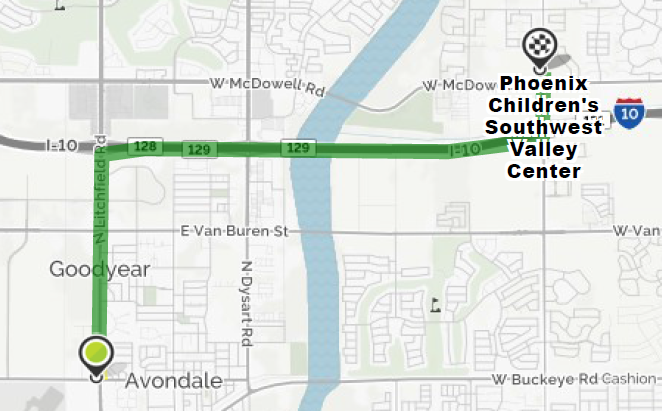 W McDowell Rd
W McDow
Phoenix
Children's
Southwest
Valley
Center
10
I-10
128
129
129
I-10
N Litchfield Rd
E Van Buren St
W Van
Goodyear
N Dysart Rd
Avondale
W Buckeye Rd
Cashion